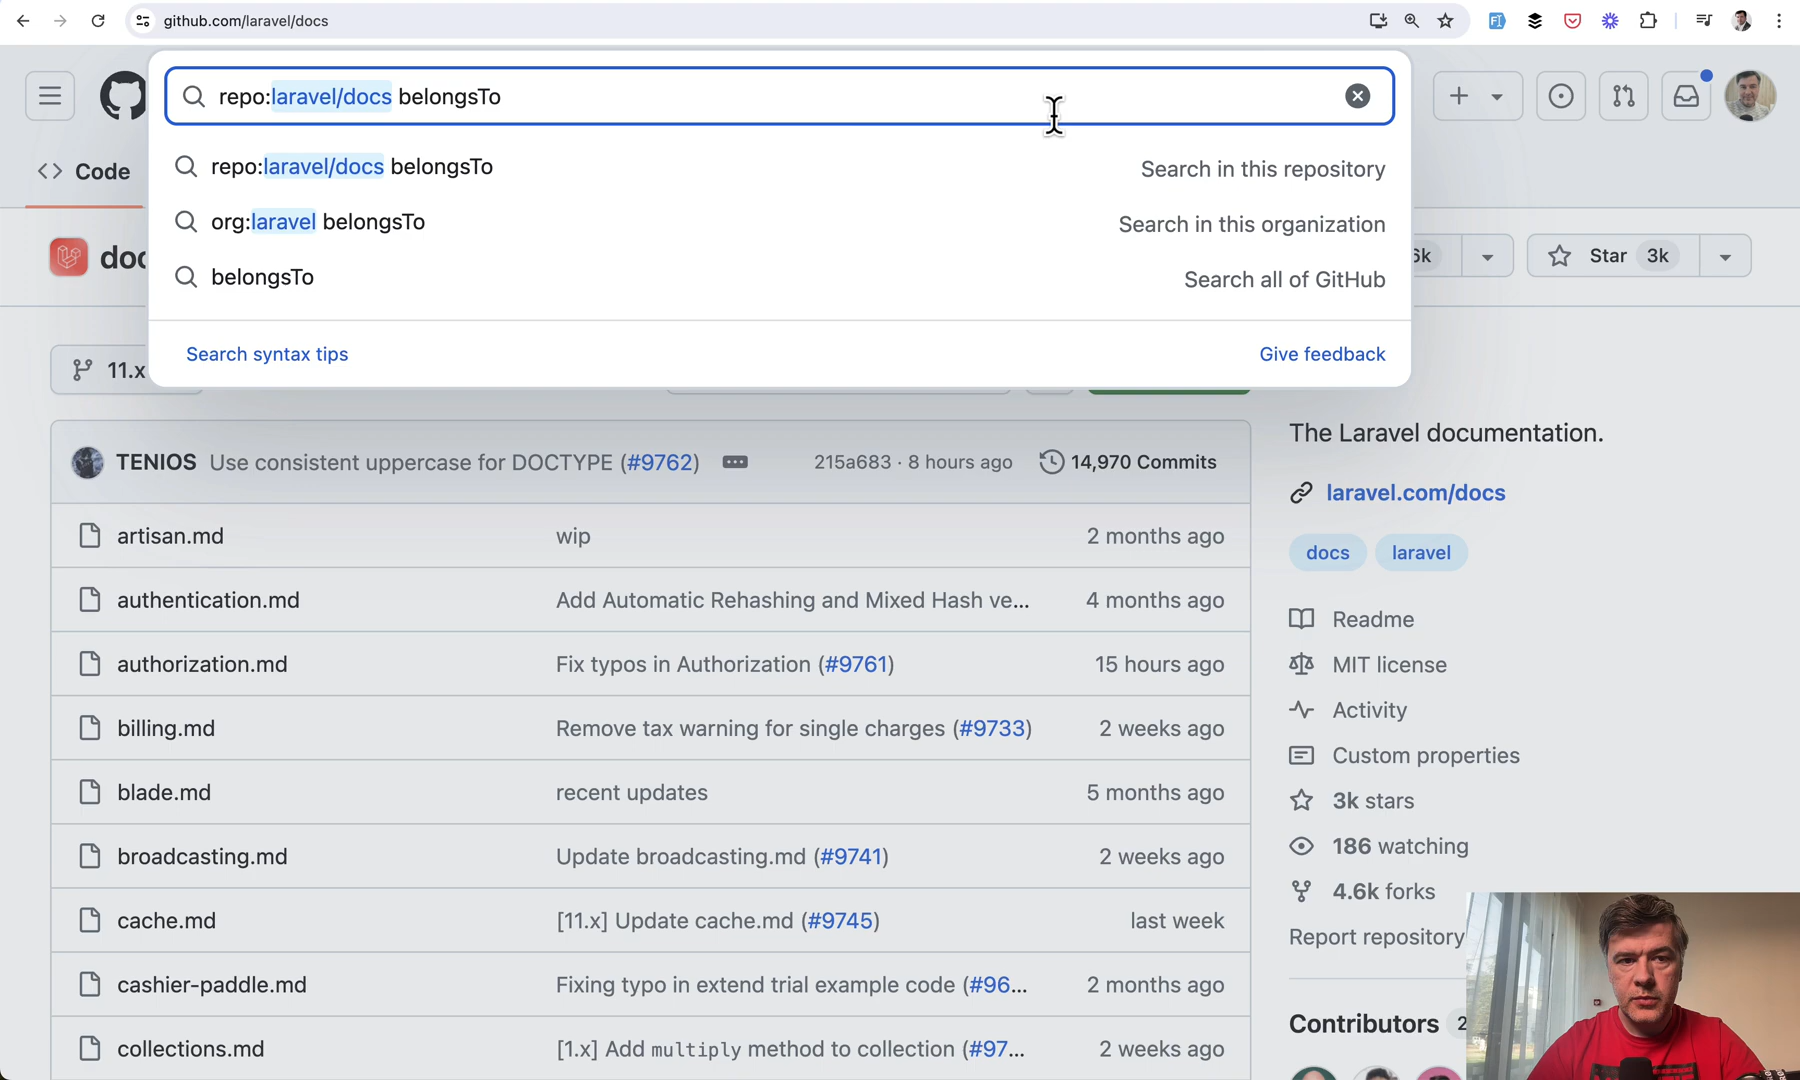 github.com/laravel/docs
repo:laravel/docs belongsTo
repo:laravel/docs belongsTo Search in this repository
org:laravel belongsTo Search in this organization
belongsTo Search all of GitHub
Search syntax tips Give feedback
Code
Star 3k
11.x
TENIOS Use consistent uppercase for DOCTYPE (#9762) 215a683 · 8 hours ago 14,970 Commits
artisan.md wip 2 months ago
authentication.md Add Automatic Rehashing and Mixed Hash ve... 4 months ago
authorization.md Fix typos in Authorization (#9761) 15 hours ago
billing.md Remove tax warning for single charges (#9733) 2 weeks ago
blade.md recent updates 5 months ago
broadcasting.md Update broadcasting.md (#9741) 2 weeks ago
cache.md [11.x] Update cache.md (#9745) last week
cashier-paddle.md Fixing typo in extend trial example code (#96... 2 months ago
collections.md [1.x] Add multiply method to collection (#97... 2 weeks ago
The Laravel documentation.
laravel.com/docs
docs laravel
Readme
MIT license
Activity
Custom properties
3k stars
186 watching
4.6k forks
Report repository
Contributors